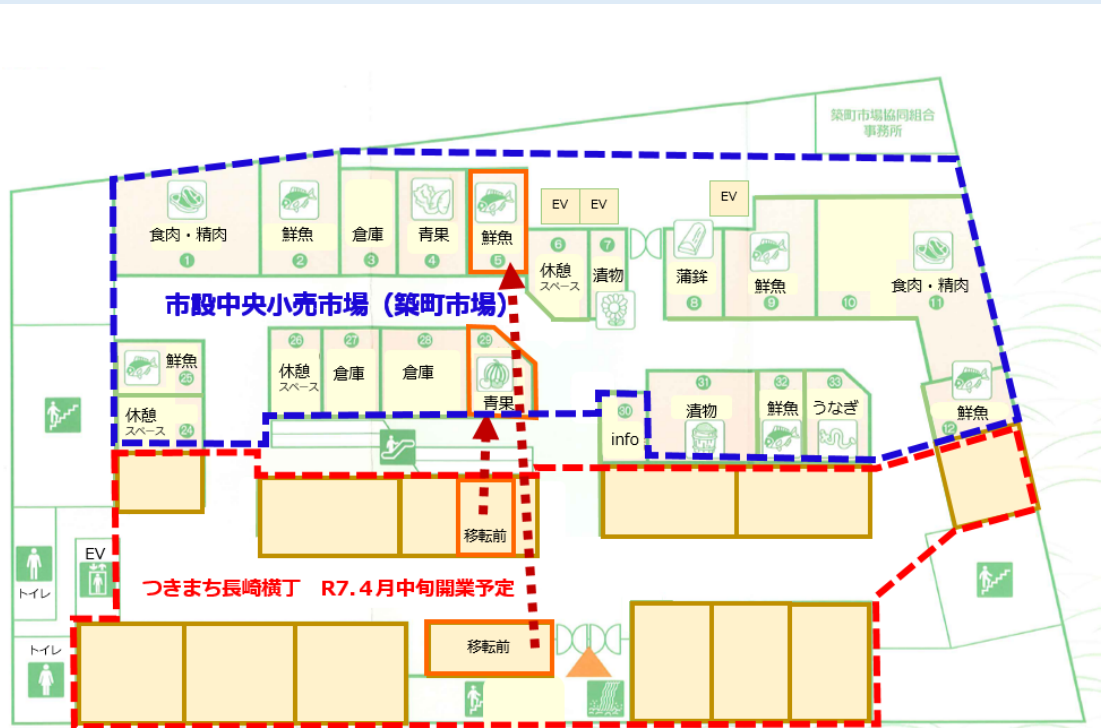 築町市場協同組合
事務所
食肉・精肉
1
鮮魚
2
倉庫
3
青果
4
鮮魚
5
EV
EV
EV
6
休憩
スペース
7
漬物
蒲鉾
8
鮮魚
9
10
食肉・精肉
11
市設中央小売市場（築町市場）
鮮魚
25
休憩
スペース
24
26
休憩
スペース
27
倉庫
28
倉庫
29
青果
30
info
31
漬物
32
鮮魚
33
うなぎ
鮮魚
12
移転前
EV
トイレ
つきまち長崎横丁　R7.４月中旬開業予定
移転前
トイレ